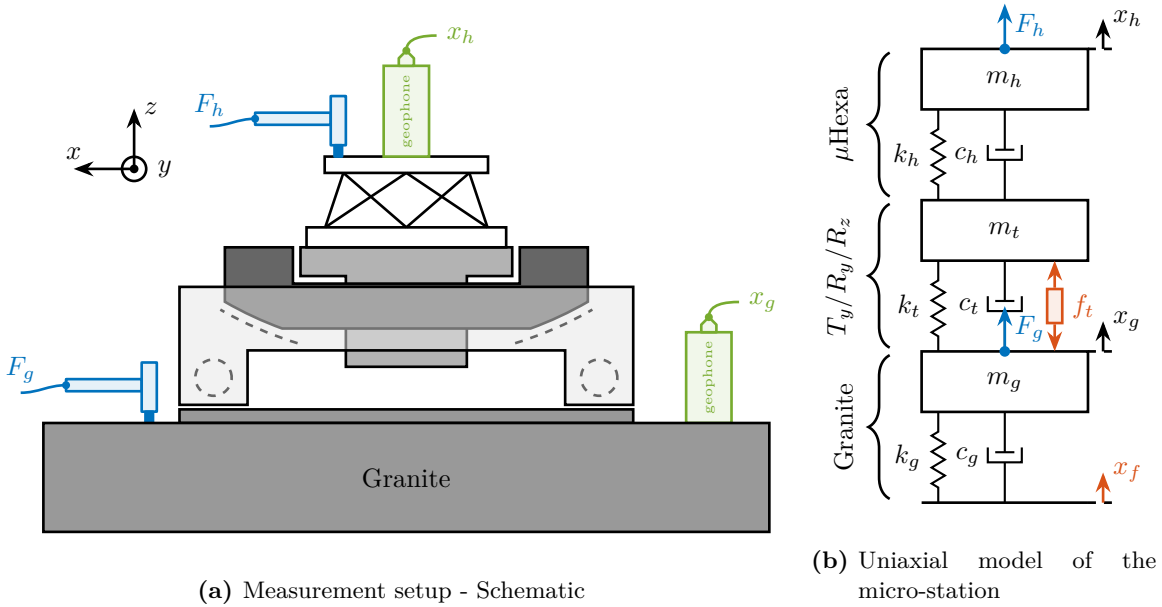 x_h
F_h
geophone
z
x
y
x_g
geophone
F_g
Granite
(a) Measurement setup - Schematic
F_h
x_h
m_h
μHexa
k_h
c_h
m_t
T_y/R_y/R_z
k_t
c_t
f_t
F_g
x_g
m_g
Granite
k_g
c_g
x_f
(b) Uniaxial model of the
micro-station